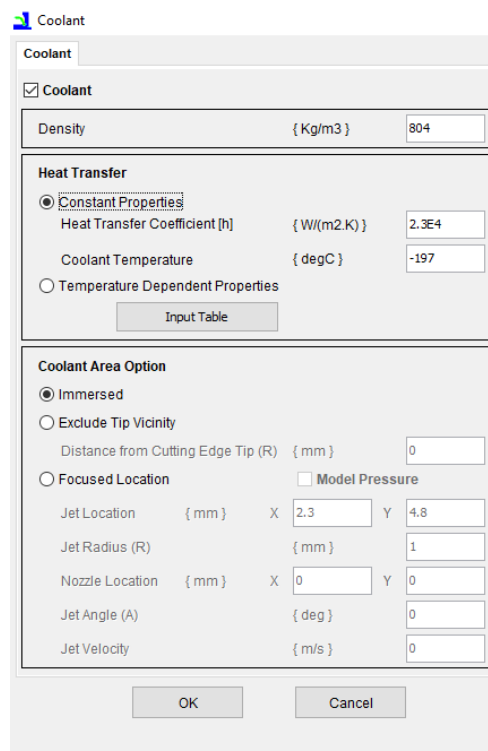 Coolant
Coolant
Coolant
Density { Kg/m3 } 804
Heat Transfer
Constant Properties
Heat Transfer Coefficient [h] { W/(m2.K) } 2.3E4
Coolant Temperature { degC } -197
Temperature Dependent Properties
Input Table
Coolant Area Option
Immersed
Exclude Tip Vicinity
Distance from Cutting Edge Tip (R) { mm } 0
Focused Location Model Pressure
Jet Location { mm } X 2.3 Y 4.8
Jet Radius (R) { mm } 1
Nozzle Location { mm } X 0 Y 0
Jet Angle (A) { deg } 0
Jet Velocity { m/s } 0
OK Cancel